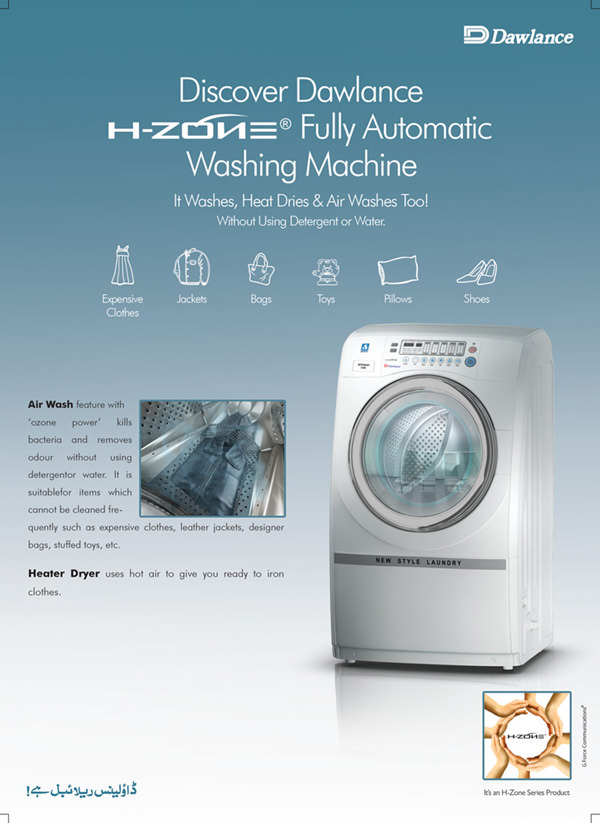 Dawlance
Discover Dawlance
H-ZONE® Fully Automatic
Washing Machine
It Washes, Heat Dries & Air Washes Too!
Without Using Detergent or Water.
Expensive
Clothes
Jackets
Bags
Toys
Pillows
Shoes
Air Wash feature with
‘ozone power’ kills
bacteria and removes
odour without using
detergentor water. It is
suitablefor items which
cannot be cleaned fre-
quently such as expensive clothes, leather jackets, designer
bags, stuffed toys, etc.
Heater Dryer uses hot air to give you ready to iron
clothes.
NEW STYLE LAUNDRY
H-ZONE
G Force Communications®
It's an H-Zone Series Product
ڈاؤلینس ریلائبل ہے!